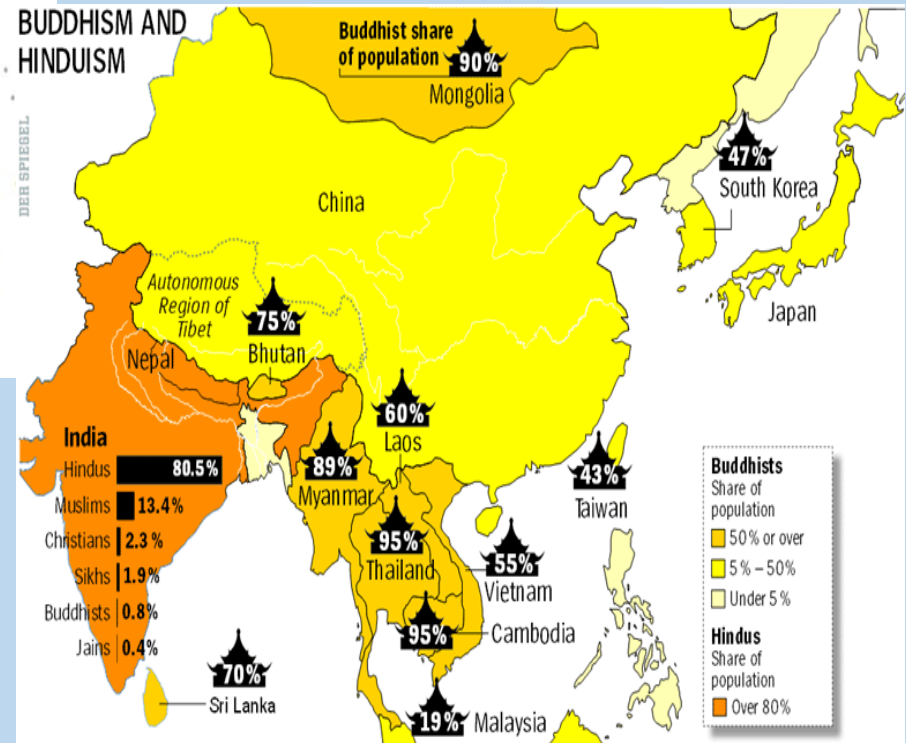 BUDDHISM AND
HINDUISM
DER SPIEGEL
Buddhist share
of population
90%
Mongolia
47%
South Korea
China
Japan
Autonomous
Region of
Tibet
75%
Bhutan
Nepal
60%
Laos
89%
Myanmar
43%
Taiwan
95%
Thailand
55%
Vietnam
95%
Cambodia
70%
Sri Lanka
19%
Malaysia
India
Hindus 80.5%
Muslims 13.4%
Christians 2.3 %
Sikhs 1.9%
Buddhists 0.8%
Jains 0.4%
Buddhists
Share of
population
50% or over
5% – 50%
Under 5%
Hindus
Share of
population
Over 80%